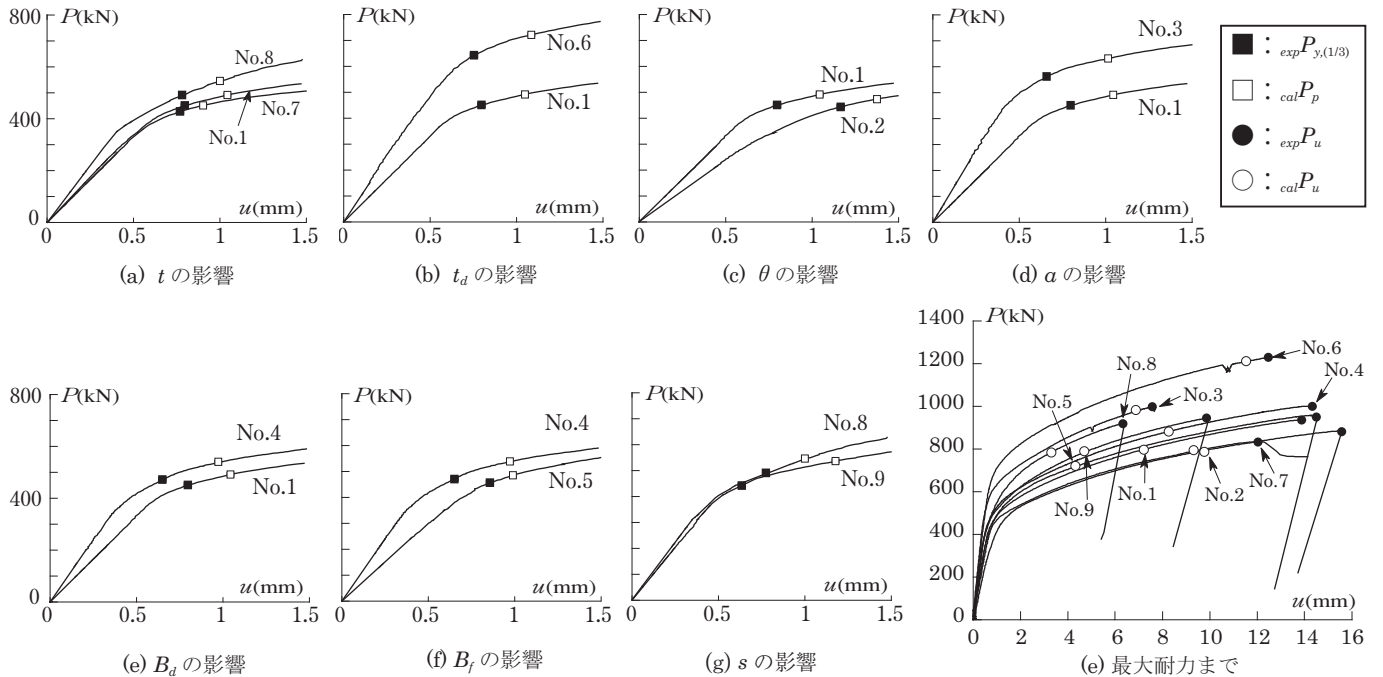 P(kN)
800
400
0
No.8
No.7
No.1
u(mm)
0.5
1
1.5
(a) t の影響
P(kN)
No.6
No.1
u(mm)
0
0.5
1
1.5
(b) t_d の影響
P(kN)
No.1
No.2
u(mm)
0
0.5
1
1.5
(c) θ の影響
P(kN)
No.3
No.1
u(mm)
0
0.5
1
1.5
(d) a の影響
■ : expP_y,(1/3)
□ : calP_p
● : expP_u
○ : calP_u
P(kN)
800
400
0
No.4
No.1
u(mm)
0
0.5
1
1.5
(e) B_d の影響
P(kN)
No.4
No.5
u(mm)
0
0.5
1
1.5
(f) B_f の影響
P(kN)
No.8
No.9
u(mm)
0
0.5
1
1.5
(g) s の影響
P(kN)
1400
1200
1000
800
600
400
200
0
No.6
No.8
No.4
No.3
No.5
No.9
No.1
No.2
No.7
u(mm)
0 2 4 6 8 10 12 14 16
(e) 最大耐力まで